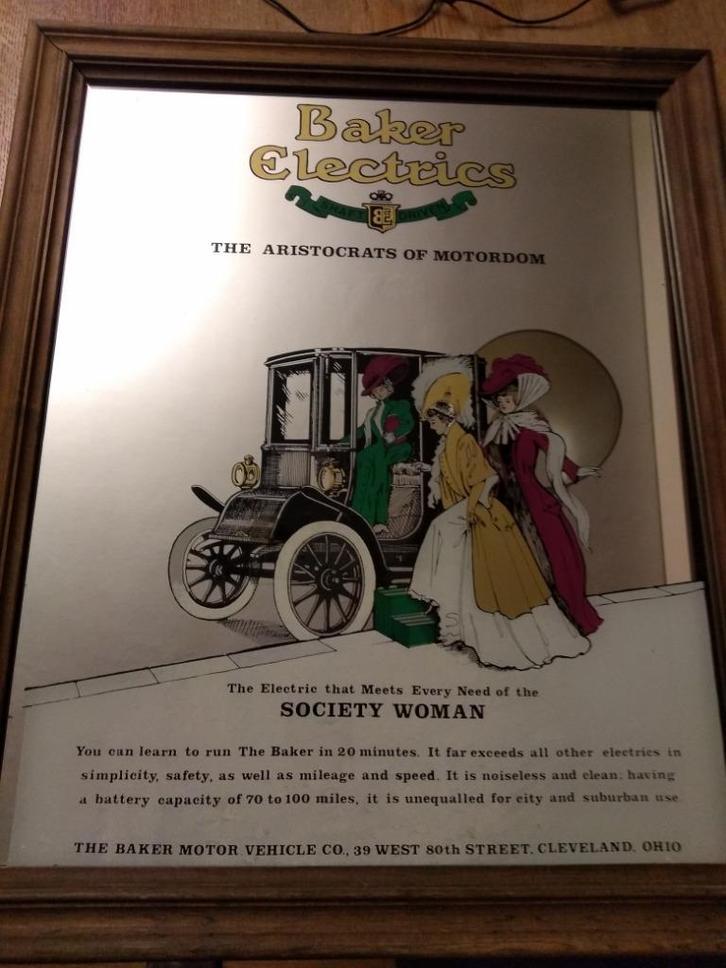 Baker
Electrics
SHAFT DRIVEN
THE ARISTOCRATS OF MOTORDOM
The Electric that Meets Every Need of the
SOCIETY WOMAN
You can learn to run The Baker in 20 minutes. It far exceeds all other electrics in
simplicity, safety, as well as mileage and speed. It is noiseless and clean; having
a battery capacity of 70 to 100 miles, it is unequalled for city and suburban use
THE BAKER MOTOR VEHICLE CO., 39 WEST 80th STREET. CLEVELAND, OHIO